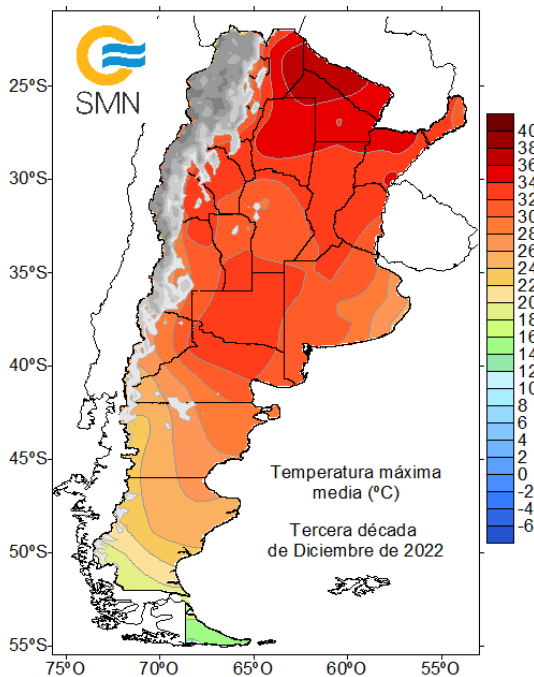 SMN
25ºS
30ºS
35ºS
40ºS
45ºS
50ºS
55ºS
75ºO
70ºO
65ºO
60ºO
55ºO
Temperatura máxima
media (ºC)
Tercera década
de Diciembre de 2022
40
38
36
34
32
30
28
26
24
22
20
18
16
14
12
10
8
6
4
2
0
-2
-4
-6